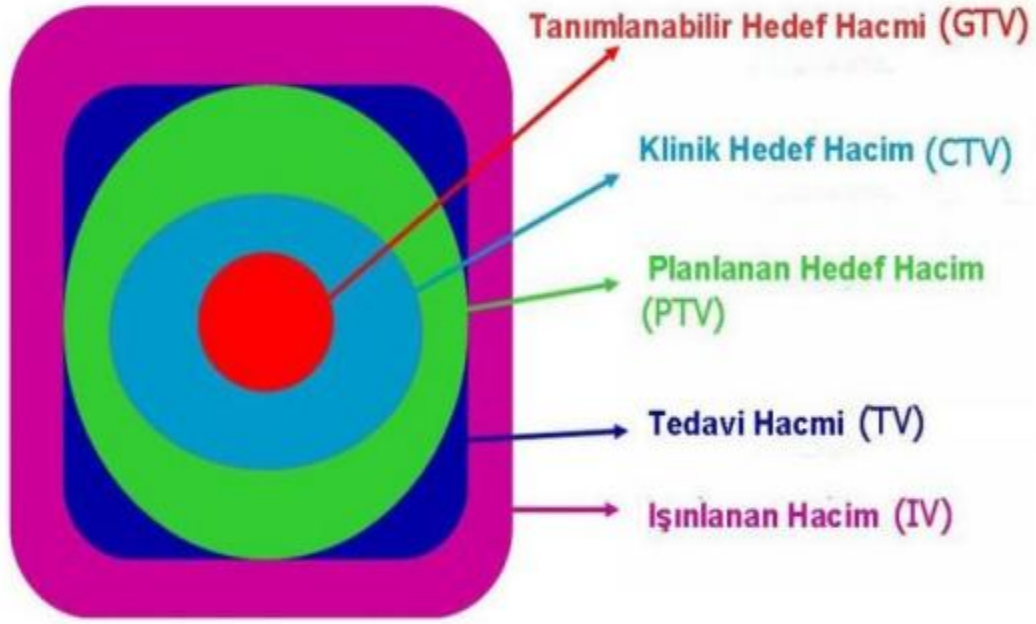 Tanımlanabilir Hedef Hacmi (GTV)
Klinik Hedef Hacim (CTV)
Planlanan Hedef Hacim
(PTV)
Tedavi Hacmi (TV)
Işınlanan Hacim (IV)